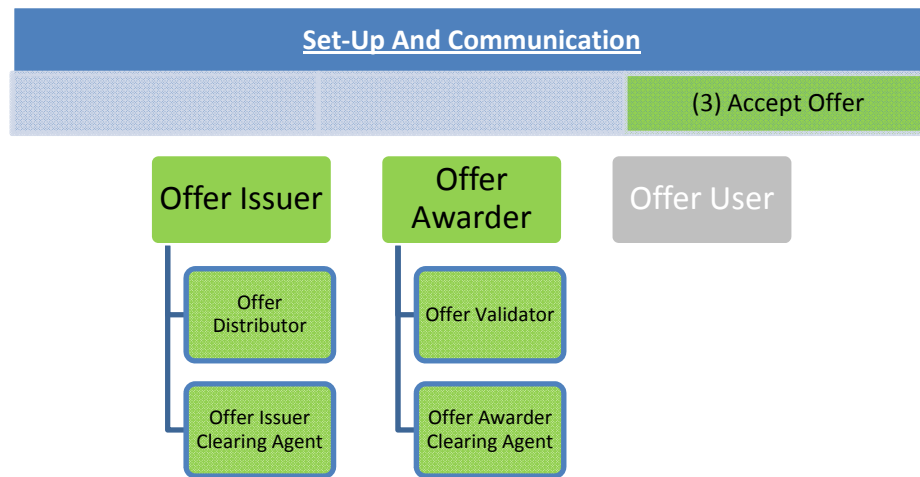 Set-Up And Communication
(3) Accept Offer
Offer Issuer
Offer
Awarder
Offer User
Offer
Distributor
Offer Validator
Offer Issuer
Clearing Agent
Offer Awarder
Clearing Agent